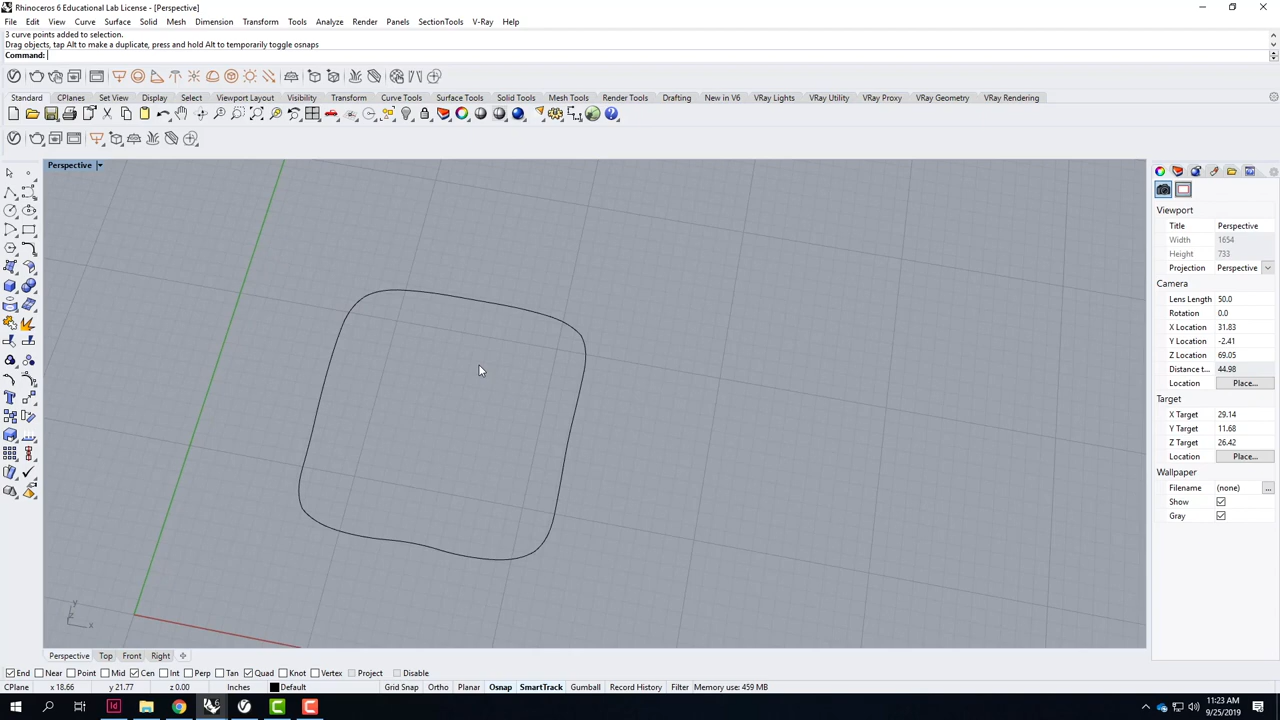 Rhinoceros 6 Educational Lab License - [Perspective]
File Edit View Curve Surface Solid Mesh Dimension Transform Tools Analyze Render Panels SectionTools V-Ray Help
3 curve points added to selection.
Drag objects, tap Alt to make a duplicate, press and hold Alt to temporarily toggle osnaps
Command:
Standard CPlanes Set View Display Select Viewport Layout Visibility Transform Curve Tools Surface Tools Solid Tools Mesh Tools Render Tools Drafting New in V6 VRay Lights VRay Utility VRay Proxy VRay Geometry VRay Rendering
Perspective
Viewport
Title Perspective
Width 1654
Height 733
Projection Perspective
Camera
Lens Length 50.0
Rotation 0.0
X Location 31.83
Y Location -2.41
Z Location 69.05
Distance t... 44.98
Location Place...
Target
X Target 29.14
Y Target 11.68
Z Target 26.42
Location Place...
Wallpaper
Filename (none) ...
Show
Gray
y
z
x
Perspective Top Front Right
End Near Point Mid Cen Int Perp Tan Quad Knot Vertex Project Disable
CPlane x 18.66 y 21.77 z 0.00 Inches Default Grid Snap Ortho Planar Osnap SmartTrack Gumball Record History Filter Memory use: 459 MB
11:23 AM
9/25/2019